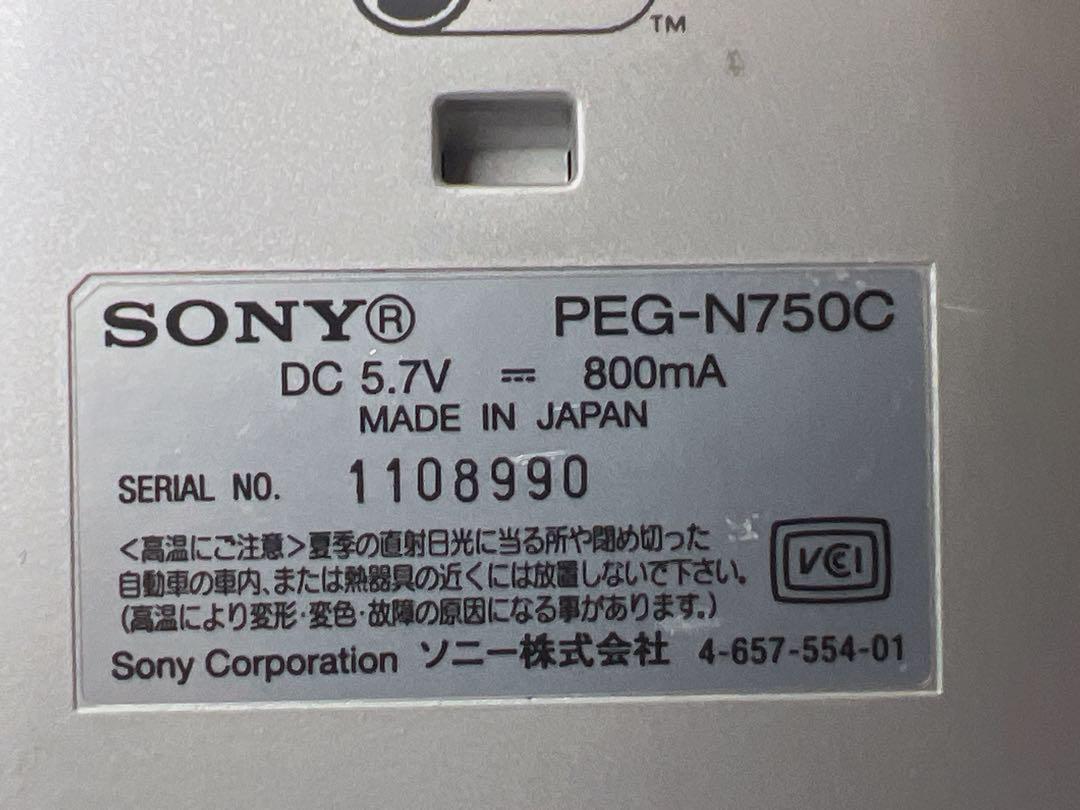 TM
SONY® PEG-N750C
DC 5.7V ⎓ 800mA
MADE IN JAPAN
SERIAL NO. 1108990
<高温にご注意>夏季の直射日光に当る所や閉め切った
自動車の車内、または熱器具の近くには放置しないで下さい。
(高温により変形・変色・故障の原因になる事があります。)
VCCI
Sony Corporation ソニー株式会社 4-657-554-01